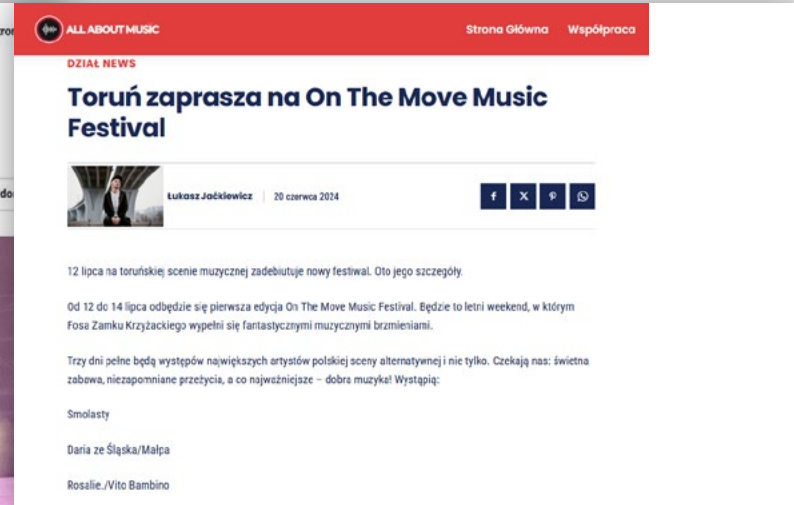 ALL ABOUT MUSIC
Strona Główna Współpraca
DZIAŁ NEWS
Toruń zaprasza na On The Move Music
Festival
Łukasz Jaćkiewicz 20 czerwca 2024
12 lipca na toruńskiej scenie muzycznej zadebiutuje nowy festiwal. Oto jego szczegóły.
Od 12 do 14 lipca odbędzie się pierwsza edycja On The Move Music Festival. Będzie to letni weekend, w którym
Fosa Zamku Krzyżackiego wypełni się fantastycznymi muzycznymi brzmieniami.
Trzy dni pełne będą występów największych artystów polskiej sceny alternatywnej i nie tylko. Czekają nas: świetna
zabawa, niezapomniane przeżycia, a co najważniejsze – dobra muzyka! Wystąpią:
Smolasty
Daria ze Śląska/Małpa
Rosalie./Vito Bambino